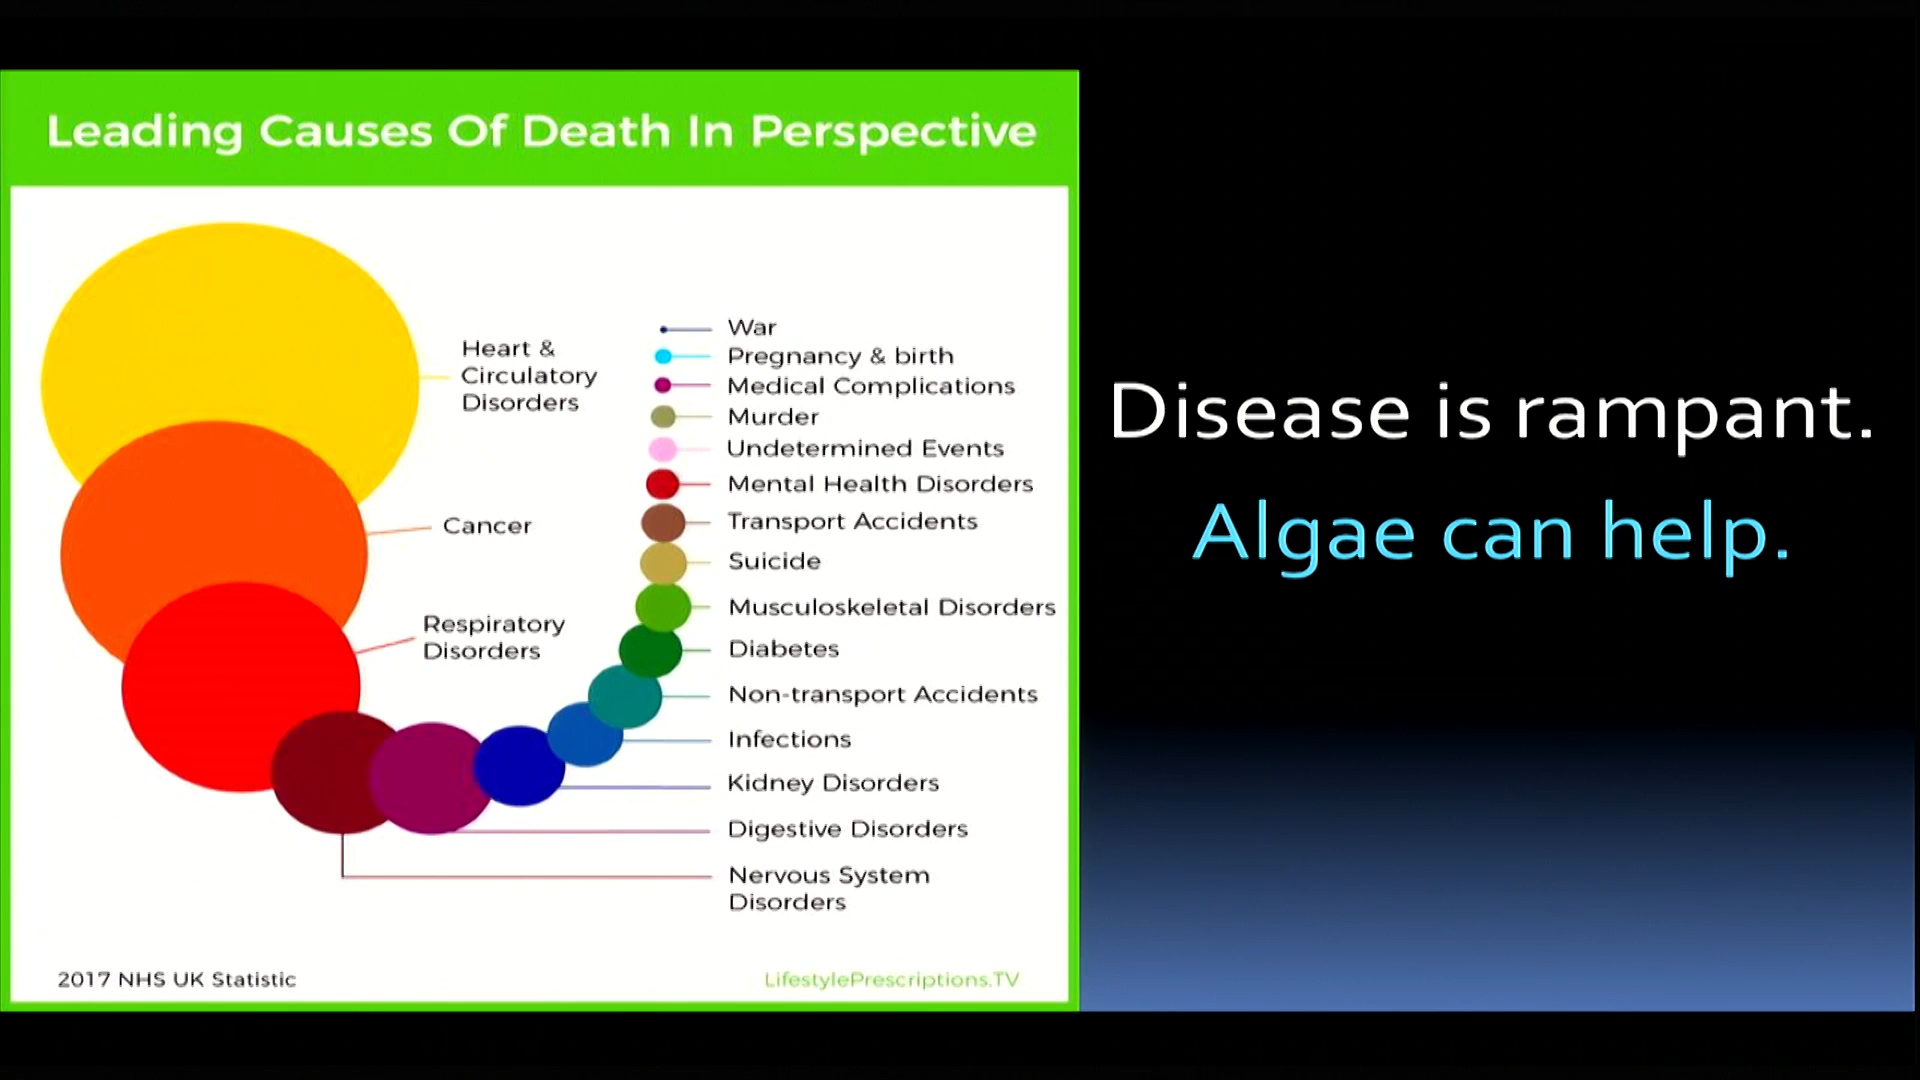 Leading Causes Of Death In Perspective
Heart &
Circulatory
Disorders
Cancer
Respiratory
Disorders
War
Pregnancy & birth
Medical Complications
Murder
Undetermined Events
Mental Health Disorders
Transport Accidents
Suicide
Musculoskeletal Disorders
Diabetes
Non-transport Accidents
Infections
Kidney Disorders
Digestive Disorders
Nervous System
Disorders
2017 NHS UK Statistic
LifestylePrescriptions.TV
Disease is rampant.
Algae can help.